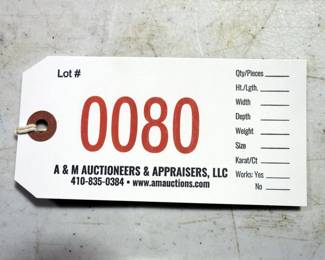 Lot #
0080
A & M AUCTIONEERS & APPRAISERS, LLC
410-835-0384 • www.amauctions.com
Qty/Pieces
Ht./Lgth.
Width
Depth
Weight
Size
Karat/Ct
Works: Yes
No